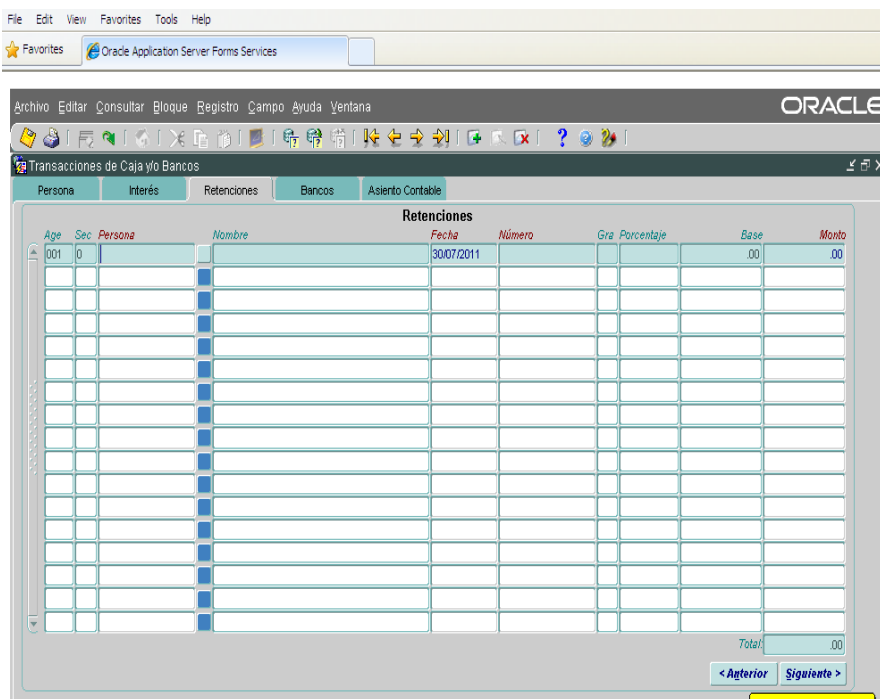 File Edit View Favorites Tools Help
Favorites Oracle Application Server Forms Services
Archivo Editar Consultar Bloque Registro Campo Ayuda Ventana ORACLE
Transacciones de Caja y/o Bancos
Persona Interés Retenciones Bancos Asiento Contable
Retenciones
Age Sec Persona Nombre Fecha Número Gra Porcentaje Base Monto
001 0 30/07/2011 .00 .00
Total: .00
< Anterior Siguiente >